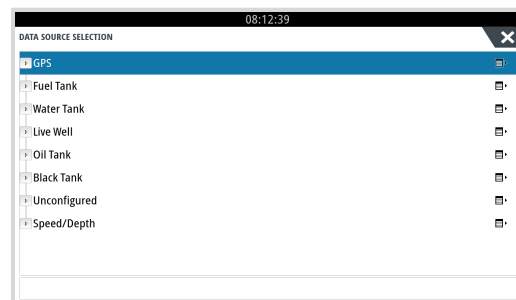 08:12:39
DATA SOURCE SELECTION
GPS
Fuel Tank
Water Tank
Live Well
Oil Tank
Black Tank
Unconfigured
Speed/Depth